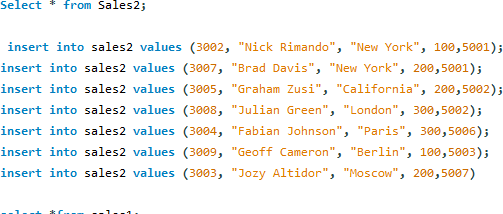 Select * from Sales2;
insert into sales2 values (3002, "Nick Rimando", "New York", 100,5001);
insert into sales2 values (3007, "Brad Davis", "New York", 200,5001);
insert into sales2 values (3005, "Graham Zusi", "California", 200,5002);
insert into sales2 values (3008, "Julian Green", "London", 300,5002);
insert into sales2 values (3004, "Fabian Johnson", "Paris", 300,5006);
insert into sales2 values (3009, "Geoff Cameron", "Berlin", 100,5003);
insert into sales2 values (3003, "Jozy Altidor", "Moscow", 200,5007)
select *from sales1;